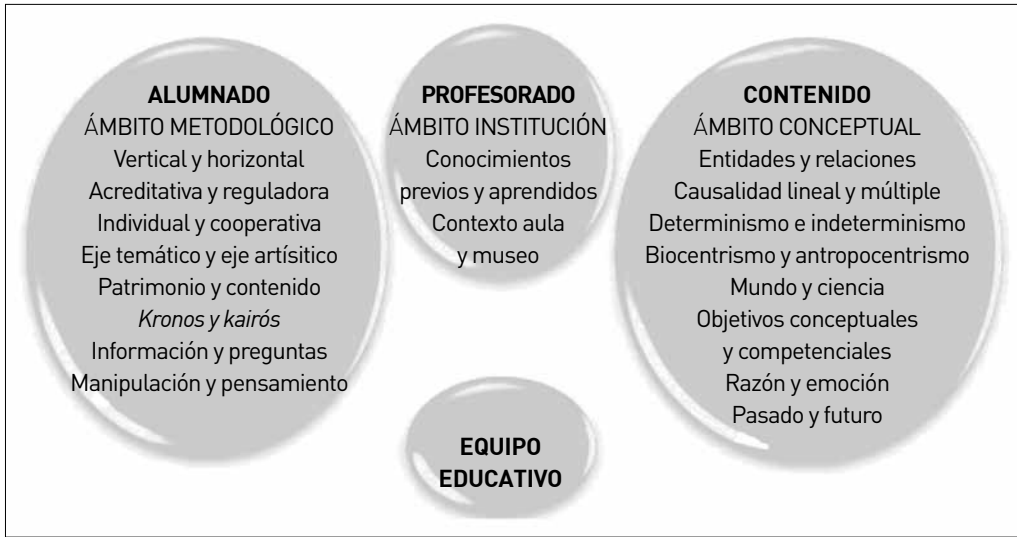 ALUMNADO
ÁMBITO METODOLÓGICO
Vertical y horizontal
Acreditativa y reguladora
Individual y cooperativa
Eje temático y eje artísitico
Patrimonio y contenido
Kronos y kairós
Información y preguntas
Manipulación y pensamiento
PROFESORADO
ÁMBITO INSTITUCIÓN
Conocimientos
previos y aprendidos
Contexto aula
y museo
CONTENIDO
ÁMBITO CONCEPTUAL
Entidades y relaciones
Causalidad lineal y múltiple
Determinismo e indeterminismo
Biocentrismo y antropocentrismo
Mundo y ciencia
Objetivos conceptuales
y competenciales
Razón y emoción
Pasado y futuro
EQUIPO
EDUCATIVO